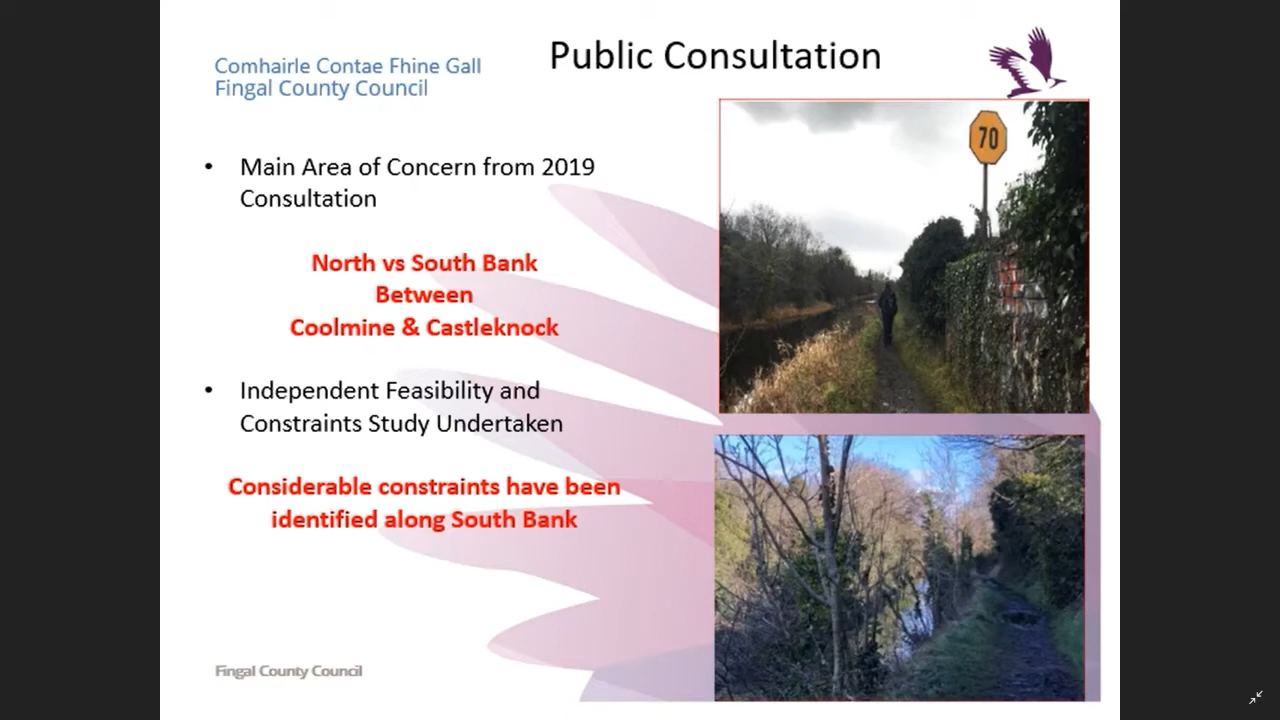 Public Consultation
Comhairle Contae Fhine Gall
Fingal County Council
• Main Area of Concern from 2019
Consultation
North vs South Bank
Between
Coolmine & Castleknock
• Independent Feasibility and
Constraints Study Undertaken
Considerable constraints have been
identified along South Bank
70
Fingal County Council